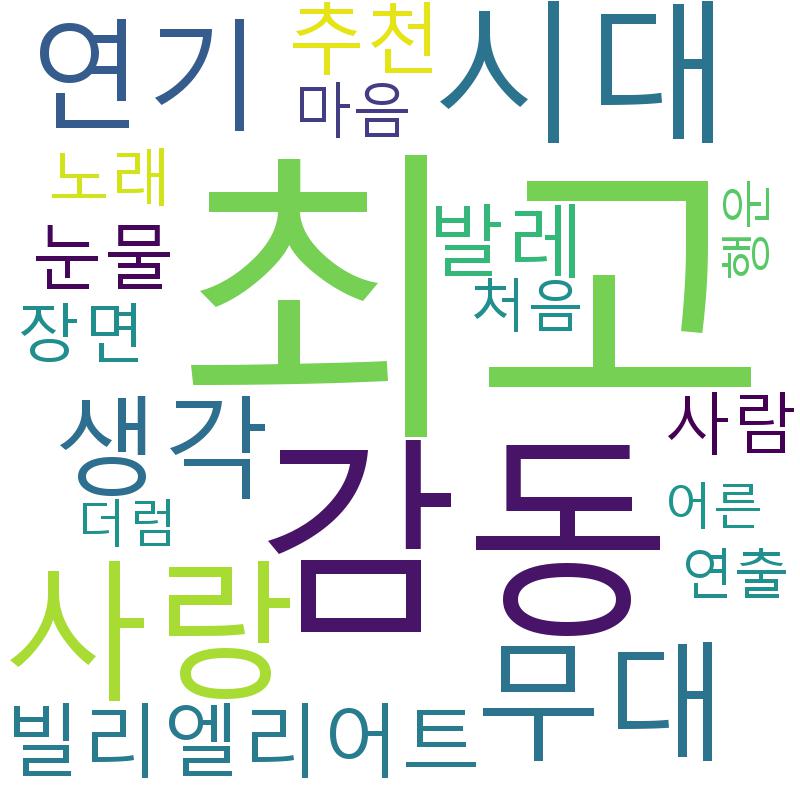 연기
추천
시대
마음
노래
최고
발레
공황
눈물
처음
장면
생각
사람
감동
더럼
어른
연출
사랑
무대
빌리엘리어트